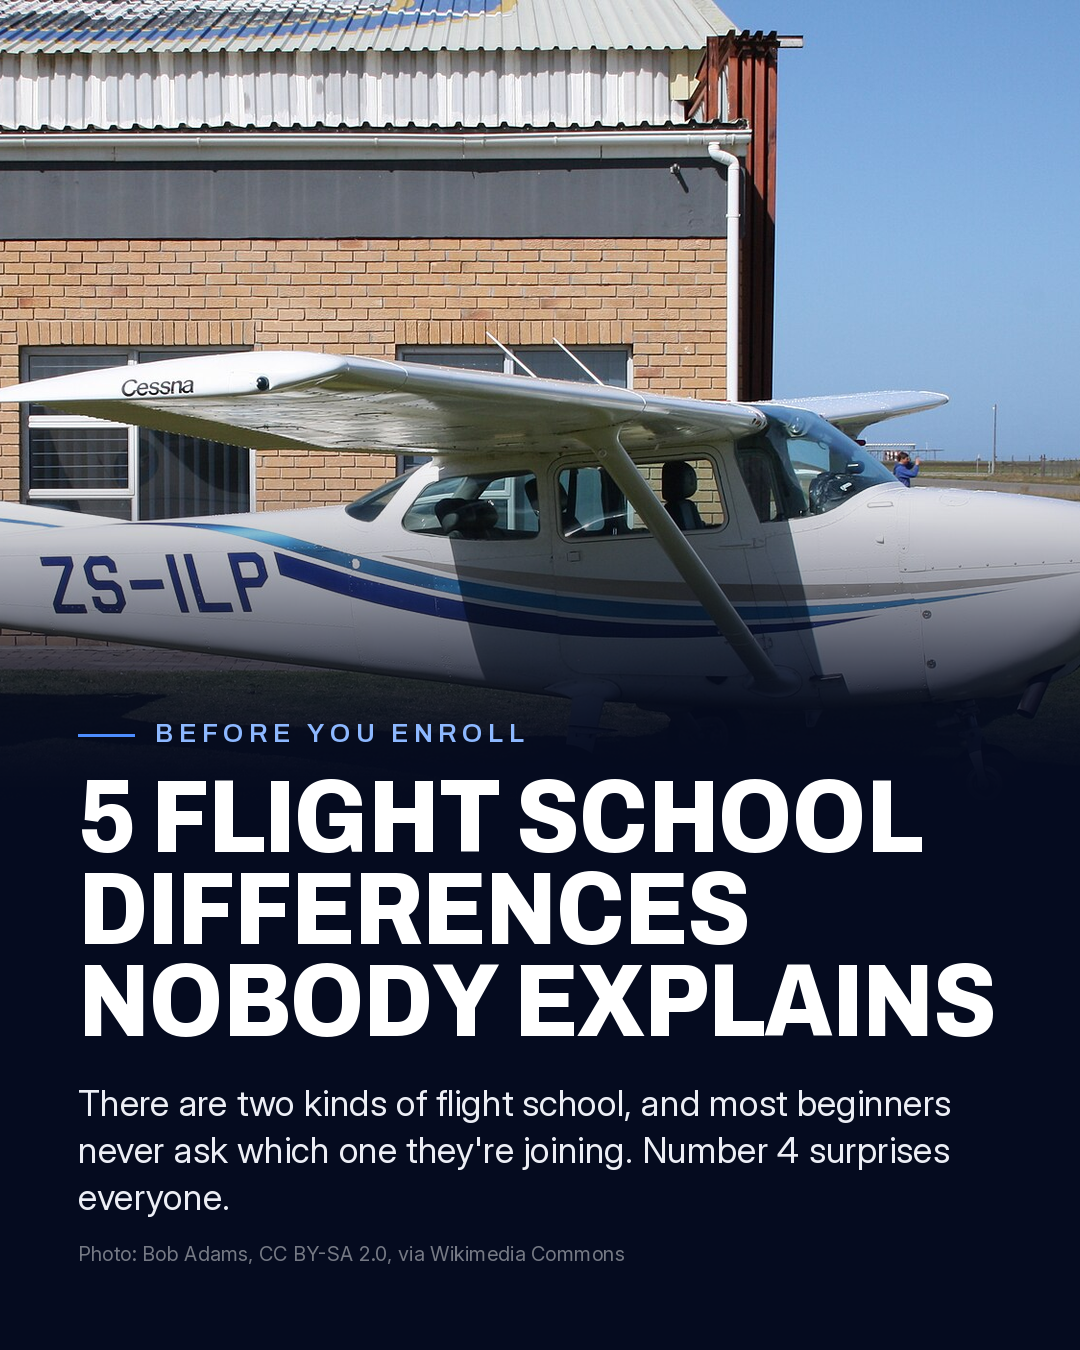 Cessna
ZS-ILP
BEFORE YOU ENROLL
5 FLIGHT SCHOOL
DIFFERENCES
NOBODY EXPLAINS
There are two kinds of flight school, and most beginners
never ask which one they're joining. Number 4 surprises
everyone.
Photo: Bob Adams, CC BY-SA 2.0, via Wikimedia Commons